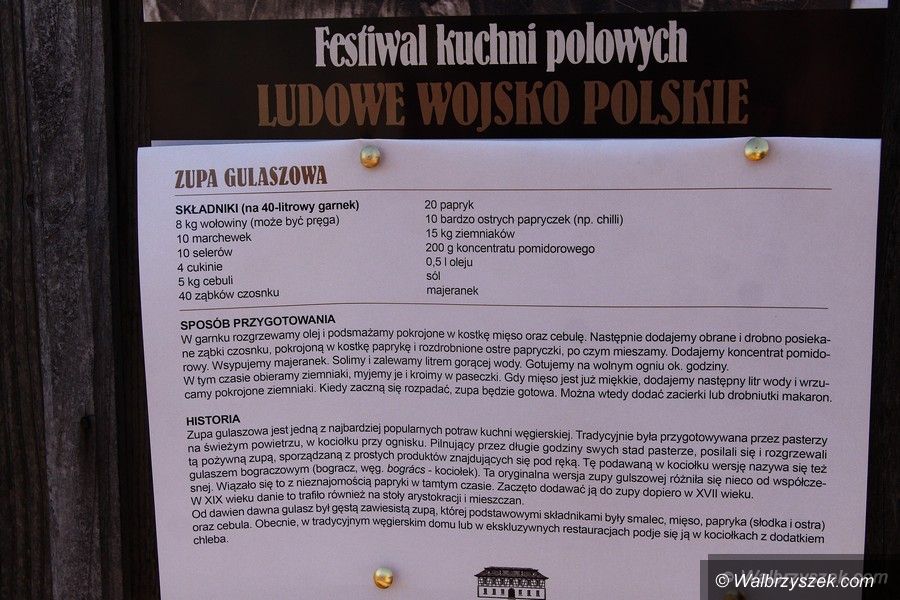 Festiwal kuchni polowych
LUDOWE WOJSKO POLSKIE
ZUPA GULASZOWA
SKŁADNIKI (na 40-litrowy garnek)
8 kg wołowiny (może być pręga)
10 marchewek
10 selerów
4 cukinie
5 kg cebuli
40 ząbków czosnku
20 papryk
10 bardzo ostrych papryczek (np. chilli)
15 kg ziemniaków
200 g koncentratu pomidorowego
0,5 l oleju
sól
majeranek
SPOSÓB PRZYGOTOWANIA
W garnku rozgrzewamy olej i podsmażamy pokrojone w kostkę mięso oraz cebulę. Następnie dodajemy obrane i drobno posieka-
ne ząbki czosnku, pokrojoną w kostkę paprykę i rozdrobnione ostre papryczki, po czym mieszamy. Dodajemy koncentrat pomido-
rowy. Wsypujemy majeranek. Solimy i zalewamy litrem gorącej wody. Gotujemy na wolnym ogniu ok. godziny.
W tym czasie obieramy ziemniaki, myjemy je i kroimy w paseczki. Gdy mięso jest już miękkie, dodajemy następny litr wody i wrzu-
camy pokrojone ziemniaki. Kiedy zaczną się rozpadać, zupa będzie gotowa. Można wtedy dodać zacierki lub drobniutki makaron.
HISTORIA
Zupa gulaszowa jest jedną z najbardziej popularnych potraw kuchni węgierskiej. Tradycyjnie była przygotowywana przez pasterzy
na świeżym powietrzu, w kociołku przy ognisku. Pilnujący przez długie godziny swych stad pasterze, posilali się i rozgrzewali
tą pożywną zupą, sporządzaną z prostych produktów znajdujących się pod ręką. Tę podawaną w kociołku wersję nazywa się też
gulaszem bograczowym (bogracz, węg. bogrács - kociołek). Ta oryginalna wersja zupy gulszowej różniła się nieco od współcze-
snej. Wiązało się to z nieznajomością papryki w tamtym czasie. Zaczęto dodawać ją do zupy dopiero w XVII wieku.
W XIX wieku danie to trafiło również na stoły arystokracji i mieszczan.
Od dawien dawna gulasz był gęstą zawiesistą zupą, której podstawowymi składnikami były smalec, mięso, papryka (słodka i ostra)
oraz cebula. Obecnie, w tradycyjnym węgierskim domu lub w ekskluzywnych restauracjach podje się ją w kociołkach z dodatkiem
chleba.
© Walbrzyszek.com